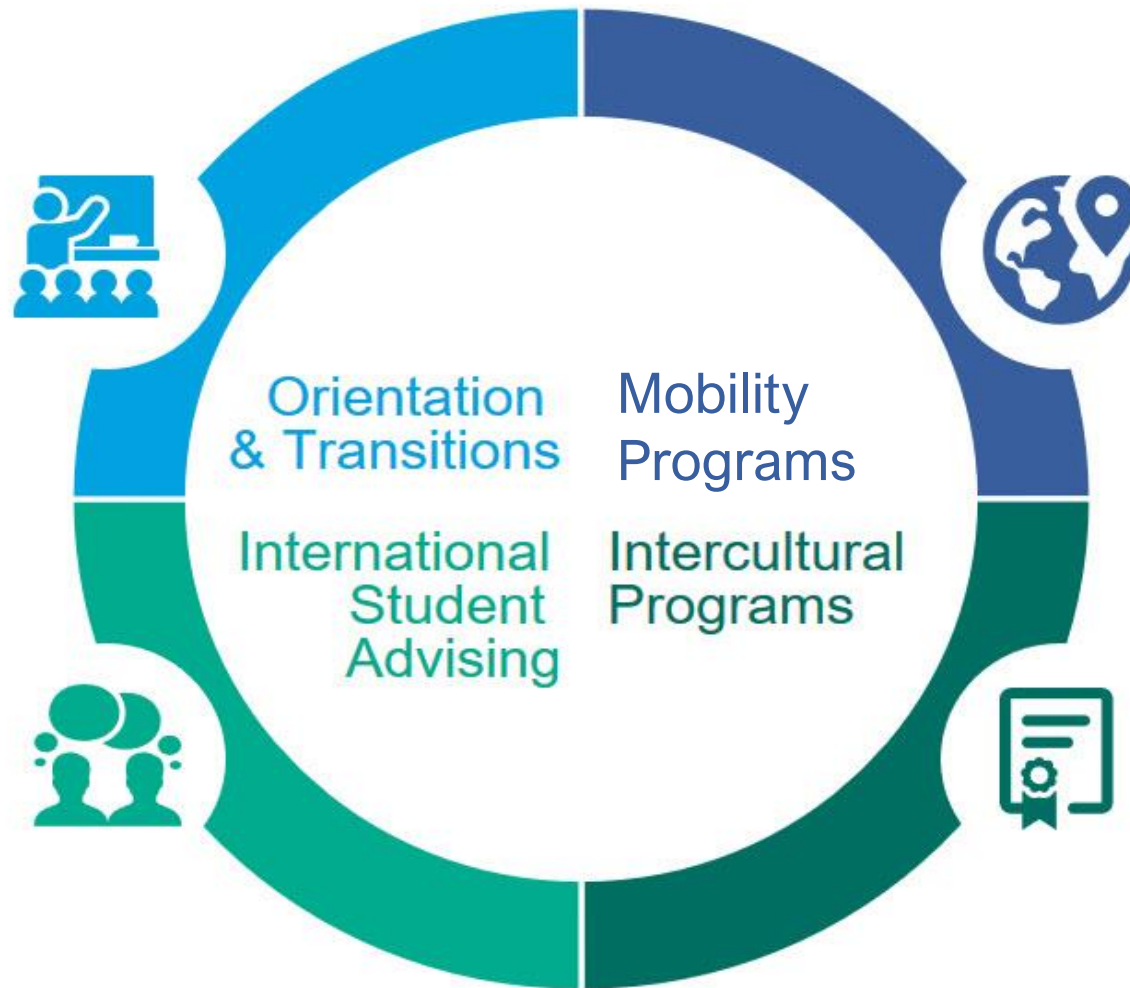 Orientation
& Transitions
Mobility
Programs
International
Student
Advising
Intercultural
Programs